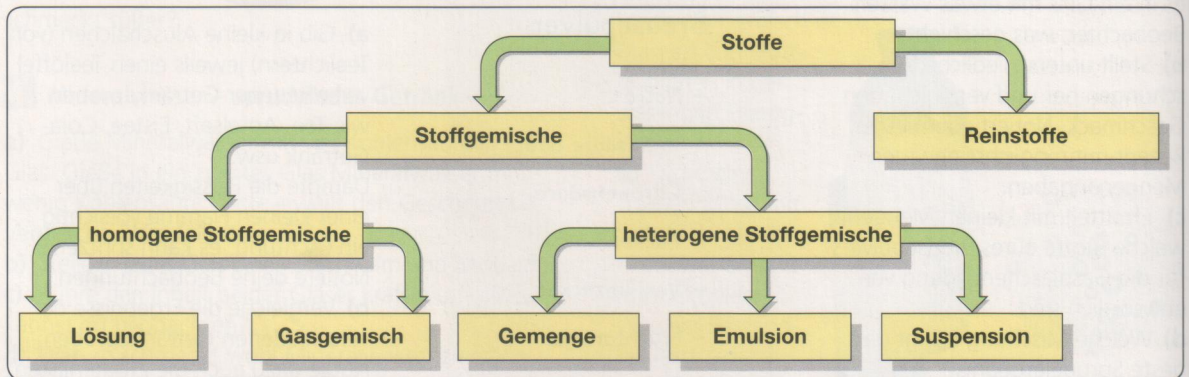 Stoffe
Stoffgemische
Reinstoffe
homogene Stoffgemische
heterogene Stoffgemische
Lösung
Gasgemisch
Gemenge
Emulsion
Suspension